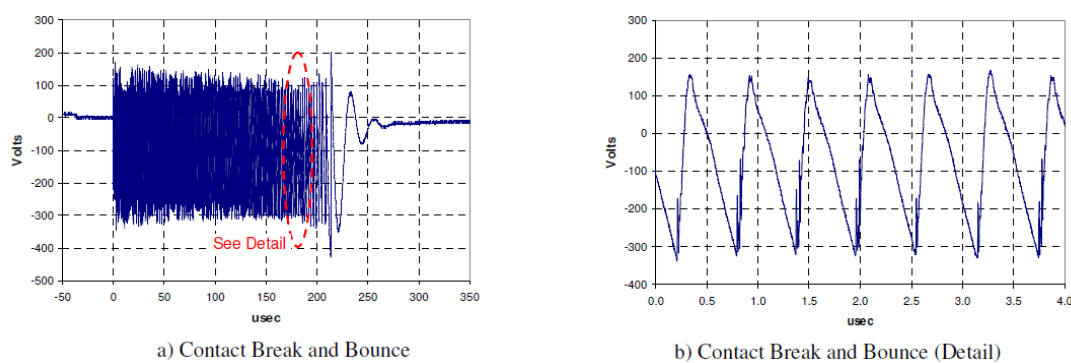 300
200
100
0
-100
-200
-300
-400
-500
Volts
-50 0 50 100 150 200 250 300 350
usec
See Detail
a) Contact Break and Bounce
300
200
100
0
-100
-200
-300
-400
Volts
0.0 0.5 1.0 1.5 2.0 2.5 3.0 3.5 4.0
usec
b) Contact Break and Bounce (Detail)